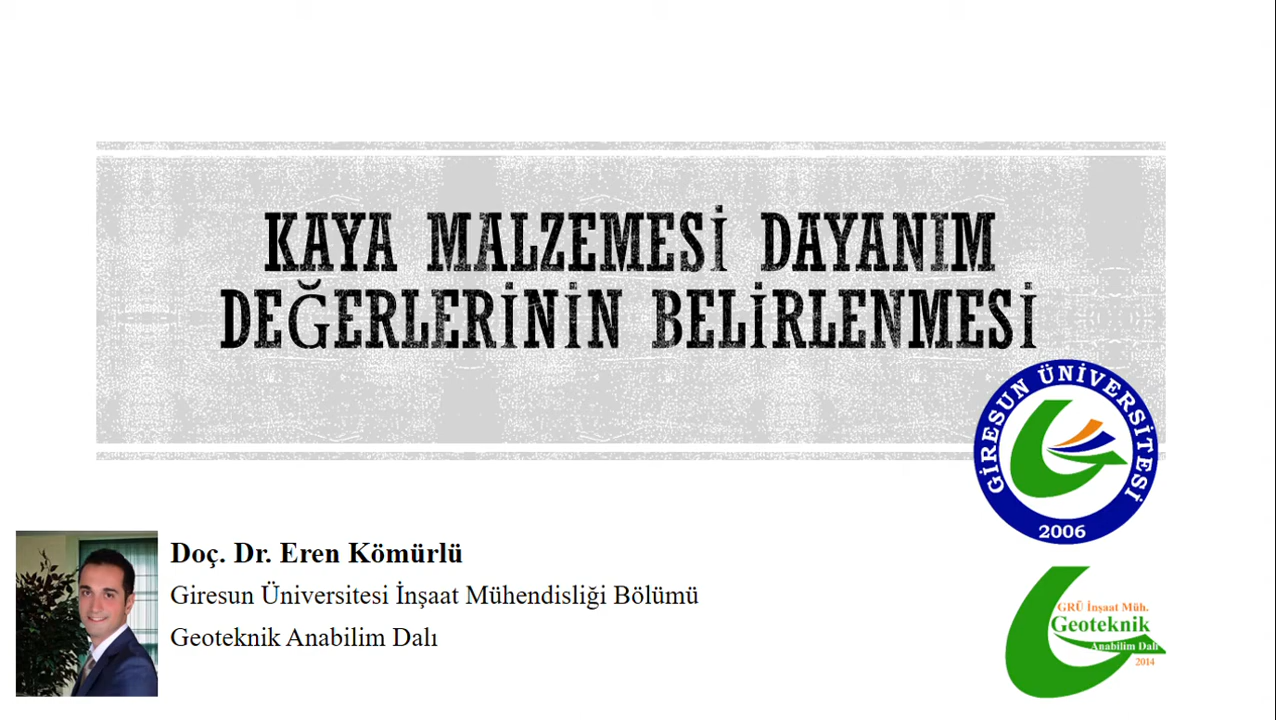 KAYA MALZEMESİ DAYANIM
DEĞERLERİNİN BELİRLENMESİ
GİRESUN ÜNİVERSİTESİ
2006
Doç. Dr. Eren Kömürlü
Giresun Üniversitesi İnşaat Mühendisliği Bölümü
Geoteknik Anabilim Dalı
GRÜ İnşaat Müh.
Geoteknik
Anabilim Dalı
2014